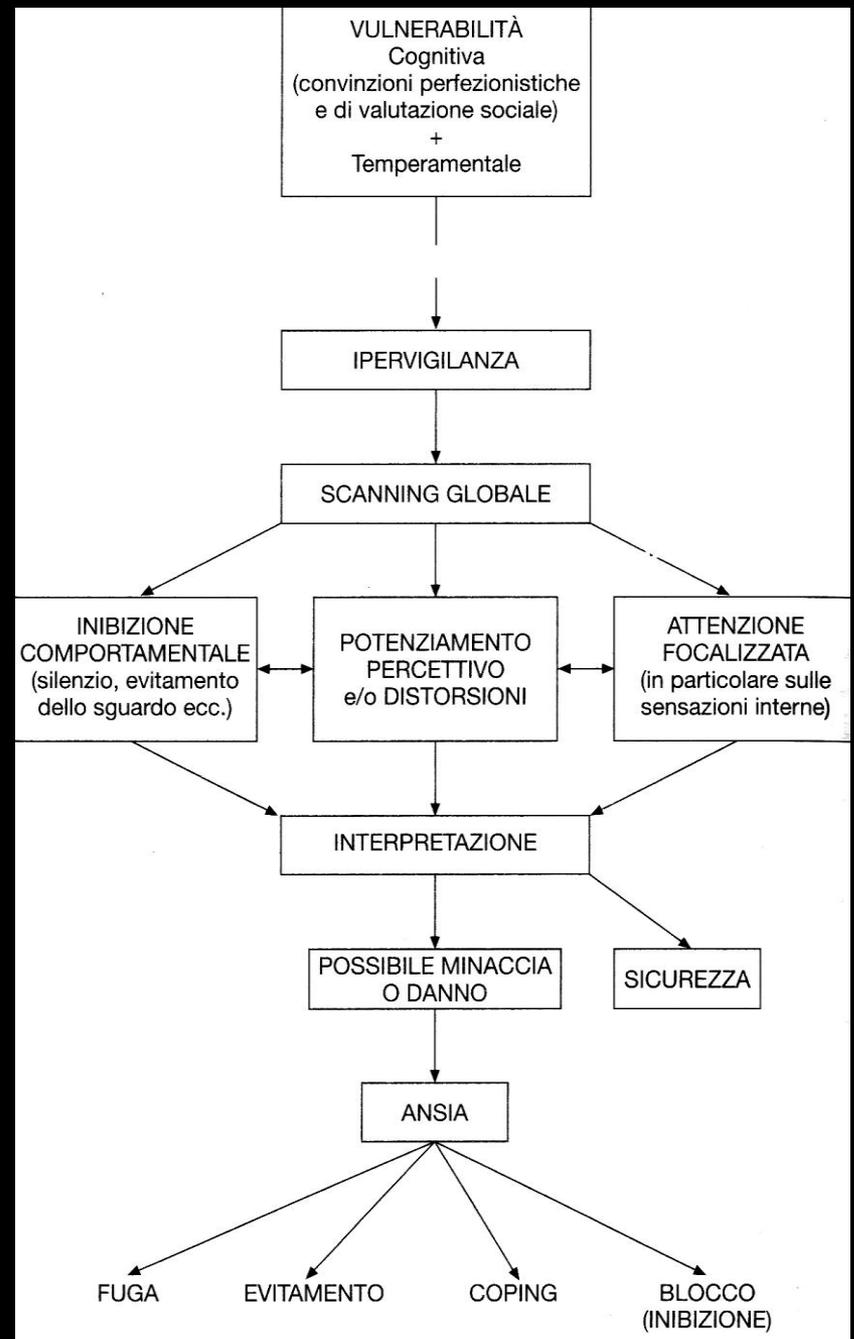 VULNERABILITÀ
Cognitiva
(convinzioni perfezionistiche
e di valutazione sociale)
+
Temperamentale
IPERVIGILANZA
SCANNING GLOBALE
INIBIZIONE
COMPORTAMENTALE
(silenzio, evitamento
dello sguardo ecc.)
POTENZIAMENTO
PERCETTIVO
e/o DISTORSIONI
ATTENZIONE
FOCALIZZATA
(in particolare sulle
sensazioni interne)
INTERPRETAZIONE
POSSIBILE MINACCIA
O DANNO
SICUREZZA
ANSIA
FUGA
EVITAMENTO
COPING
BLOCCO
(INIBIZIONE)